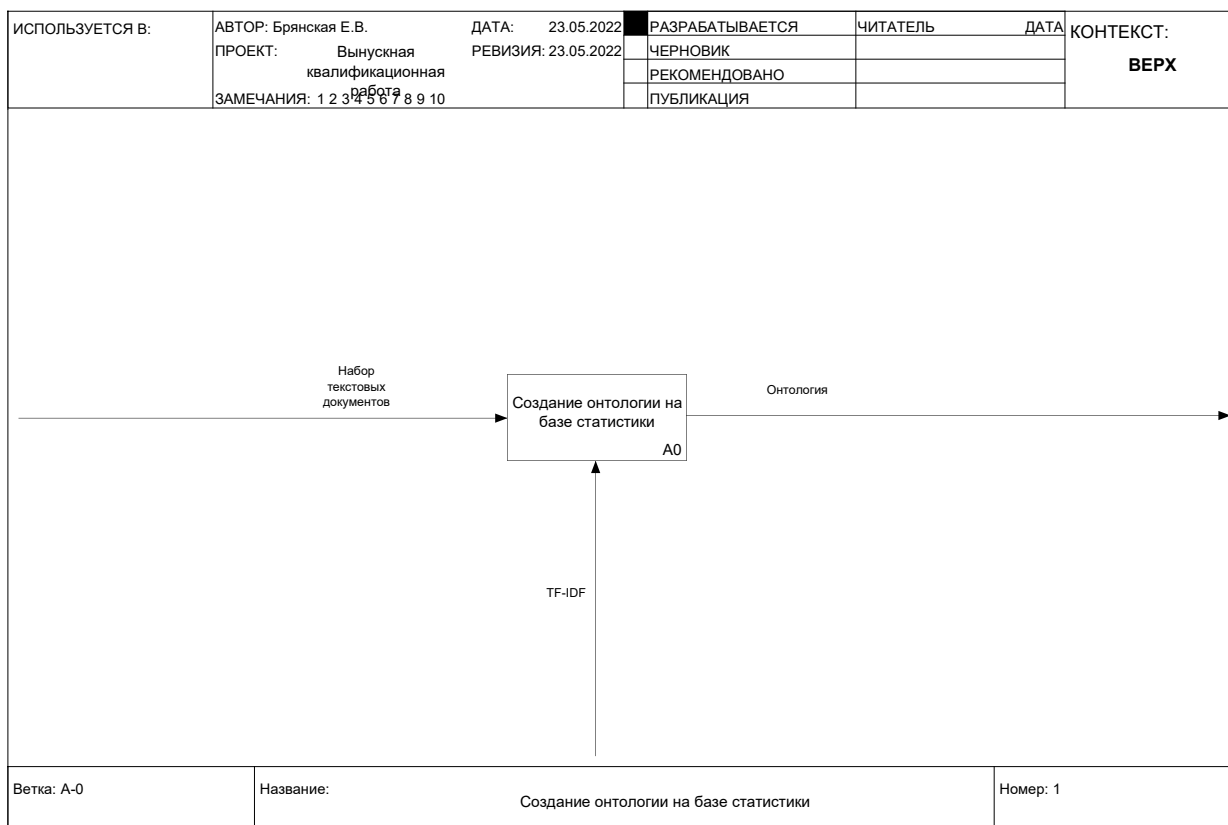 ИСПОЛЬЗУЕТСЯ В:
АВТОР: Брянская Е.В.
ДАТА: 23.05.2022
ПРОЕКТ: Вынускная
квалификационная
работа
РЕВИЗИЯ: 23.05.2022
ЗАМЕЧАНИЯ: 1 2 3 4 5 6 7 8 9 10
РАЗРАБАТЫВАЕТСЯ
ЧЕРНОВИК
РЕКОМЕНДОВАНО
ПУБЛИКАЦИЯ
ЧИТАТЕЛЬ
ДАТА
КОНТЕКСТ:
ВЕРХ
Набор
текстовых
документов
Создание онтологии на
базе статистики
A0
Онтология
TF-IDF
Ветка: A-0
Название:
Создание онтологии на базе статистики
Номер: 1